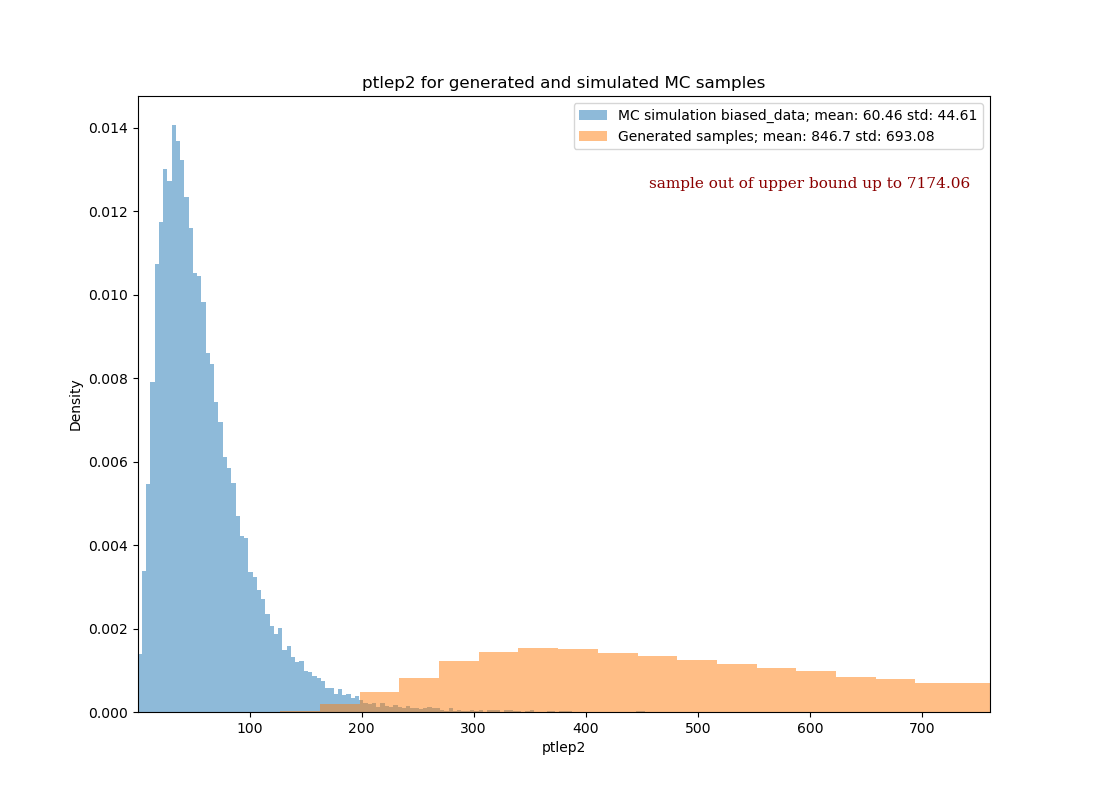 ptlep2 for generated and simulated MC samples
MC simulation biased_data; mean: 60.46 std: 44.61
Generated samples; mean: 846.7 std: 693.08
sample out of upper bound up to 7174.06
Density
0.014
0.012
0.010
0.008
0.006
0.004
0.002
0.000
100 200 300 400 500 600 700
ptlep2